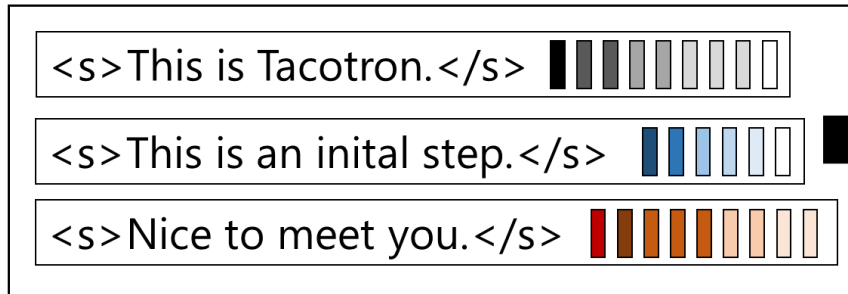 <s>This is Tacotron.</s>
<s>This is an inital step.</s>
<s>Nice to meet you.</s>